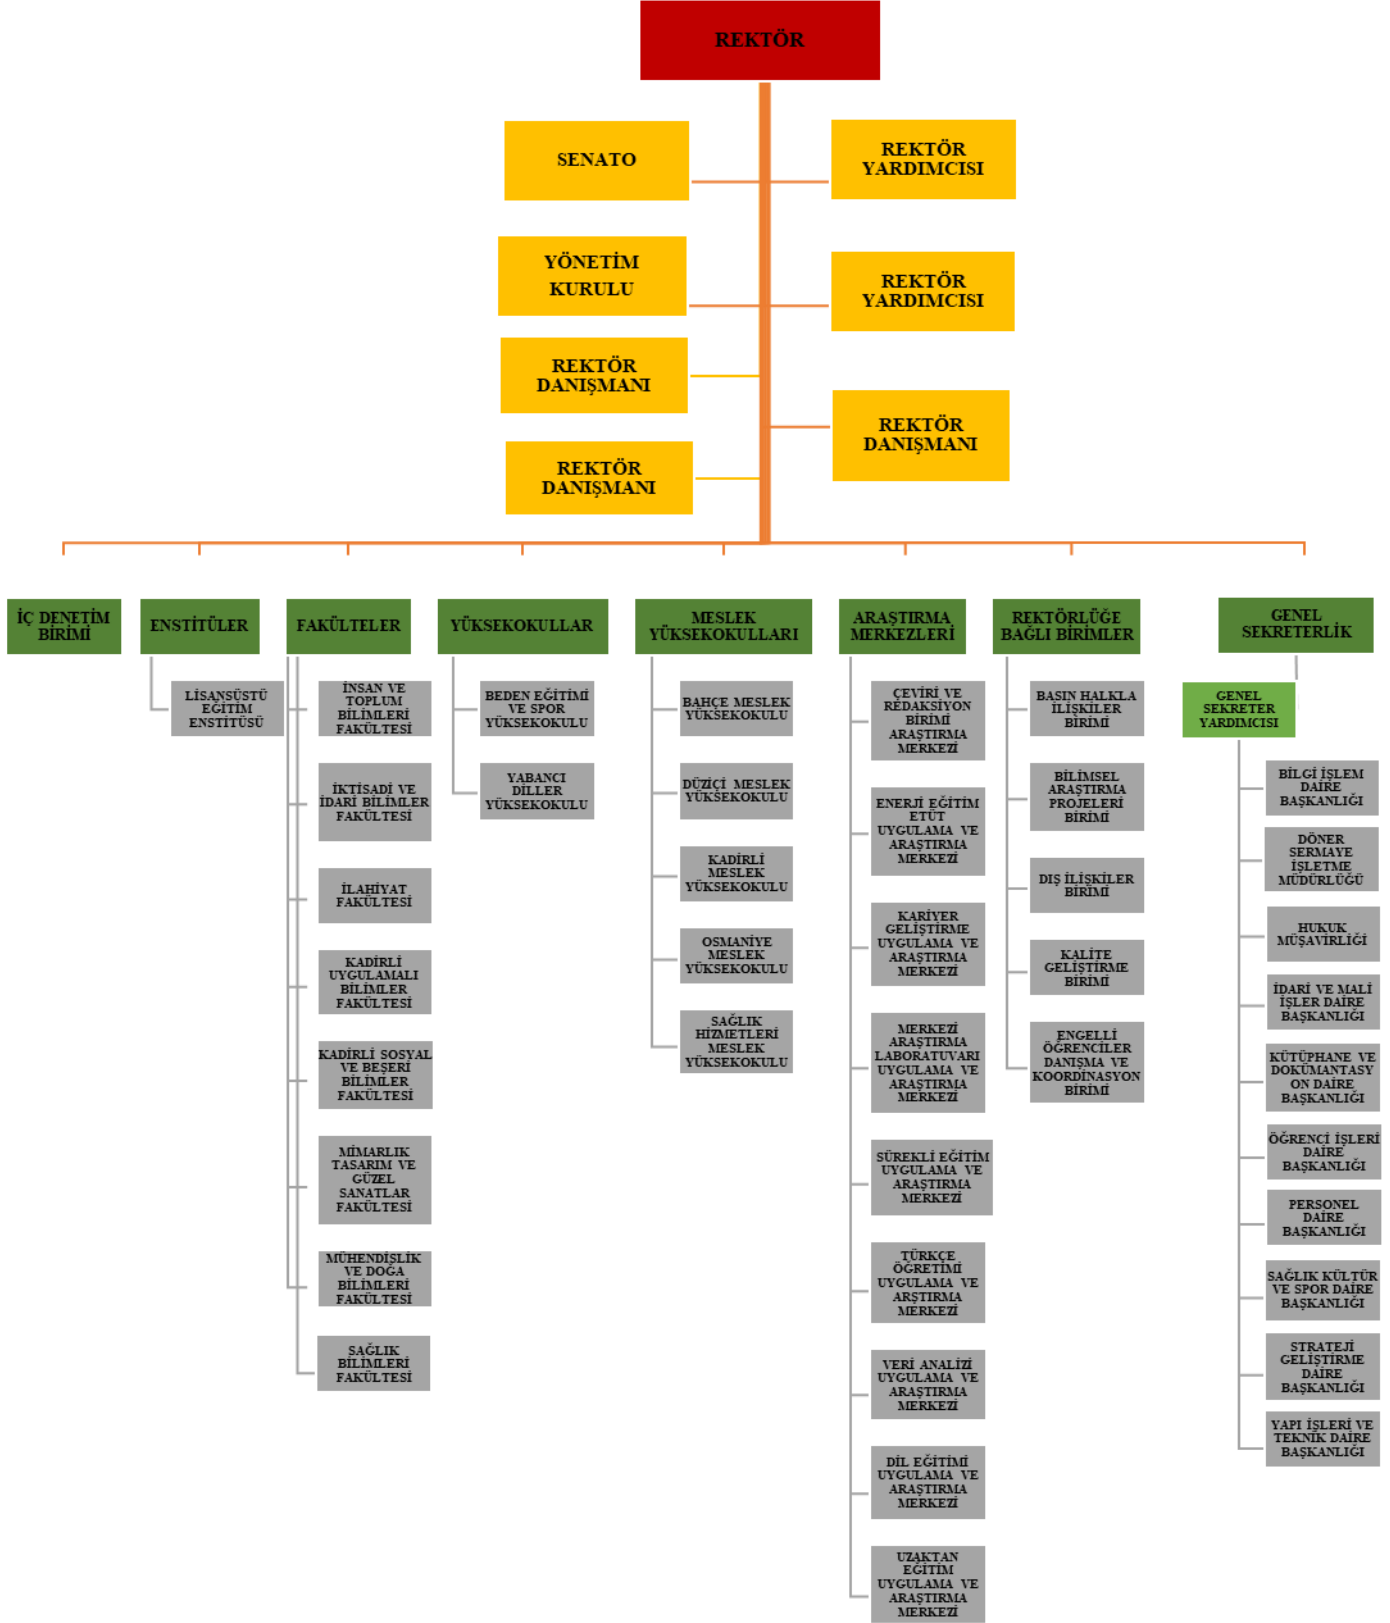 REKTÖR
SENATO
REKTÖR
YARDIMCISI
YÖNETİM
KURULU
REKTÖR
YARDIMCISI
REKTÖR
DANIŞMANI
REKTÖR
DANIŞMANI
REKTÖR
DANIŞMANI
İÇ DENETİM
BİRİMİ
ENSTİTÜLER
LİSANSÜSTÜ
EĞİTİM
ENSTİTÜSÜ
FAKÜLTELER
İNSAN VE
TOPLUM
BİLİMLERİ
FAKÜLTESİ
İKTİSADİ VE
İDARİ BİLİMLER
FAKÜLTESİ
İLAHİYAT
FAKÜLTESİ
KADİRLİ
UYGULAMALI
BİLİMLER
FAKÜLTESİ
KADİRLİ SOSYAL
VE BEŞERİ
BİLİMLER
FAKÜLTESİ
MİMARLIK
TASARIM VE
GÜZEL
SANATLAR
FAKÜLTESİ
MÜHENDİSLİK
VE DOĞA
BİLİMLERİ
FAKÜLTESİ
SAĞLIK
BİLİMLERİ
FAKÜLTESİ
YÜKSEKOKULLAR
BEDEN EĞİTİMİ
VE SPOR
YÜKSEKOKULU
YABANCI
DİLLER
YÜKSEKOKULU
MESLEK
YÜKSEKOKULLARI
BAHÇE MESLEK
YÜKSEKOKULU
DÜZİÇİ MESLEK
YÜKSEKOKULU
KADİRLİ
MESLEK
YÜKSEKOKULU
OSMANİYE
MESLEK
YÜKSEKOKULU
SAĞLIK
HİZMETLERİ
MESLEK
YÜKSEKOKULU
ARAŞTIRMA
MERKEZLERİ
ÇEVİRİ VE
REDAKSİYON
BİRİMİ
ARAŞTIRMA
MERKEZİ
ENERJİ EĞİTİM
ETÜT
UYGULAMA VE
ARAŞTIRMA
MERKEZİ
KARİYER
GELİŞTİRME
UYGULAMA VE
ARAŞTIRMA
MERKEZİ
MERKEZİ
ARAŞTIRMA
LABORATUVARI
UYGULAMA VE
ARAŞTIRMA
MERKEZİ
SÜREKLİ EĞİTİM
UYGULAMA VE
ARAŞTIRMA
MERKEZİ
TÜRKÇE
ÖĞRETİMİ
UYGULAMA VE
ARŞTIRMA
MERKEZİ
VERİ ANALİZİ
UYGULAMA VE
ARAŞTIRMA
MERKEZİ
DİL EĞİTİMİ
UYGULAMA VE
ARAŞTIRMA
MERKEZİ
UZAKTAN
EĞİTİM
UYGULAMA VE
ARAŞTIRMA
MERKEZİ
REKTÖRLÜĞE
BAĞLI BİRİMLER
BASIN HALKLA
İLİŞKİLER
BİRİMİ
BİLİMSEL
ARAŞTIRMA
PROJELERİ
BİRİMİ
DIŞ İLİŞKİLER
BİRİMİ
KALİTE
GELİŞTİRME
BİRİMİ
ENGELLİ
ÖĞRENCİLER
DANIŞMA VE
KOORDİNASYON
BİRİMİ
GENEL
SEKRETERLİK
GENEL
SEKRETER
YARDIMCISI
BİLGİ İŞLEM
DAİRE
BAŞKANLIĞI
DÖNER
SERMAYE
İŞLETME
MÜDÜRLÜĞÜ
HUKUK
MÜŞAVİRLİĞİ
İDARİ VE MALİ
İŞLER DAİRE
BAŞKANLIĞI
KÜTÜPHANE VE
DOKÜMANTASY
ON DAİRE
BAŞKANLIĞI
ÖĞRENCİ İŞLERİ
DAİRE
BAŞKANLIĞI
PERSONEL
DAİRE
BAŞKANLIĞI
SAĞLIK KÜLTÜR
VE SPOR DAİRE
BAŞKANLIĞI
STRATEJİ
GELİŞTİRME
DAİRE
BAŞKANLIĞI
YAPI İŞLERİ VE
TEKNİK DAİRE
BAŞKANLIĞI